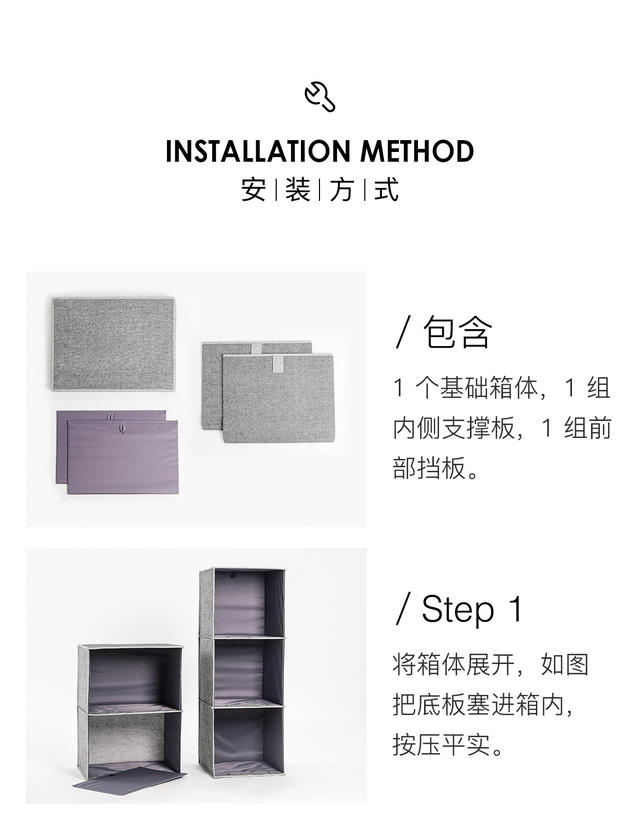 INSTALLATION METHOD
安|装|方|式
/ 包含
1 个基础箱体，1 组
内侧支撑板，1 组前
部挡板。
/ Step 1
将箱体展开，如图
把底板塞进箱内，
按压平实。